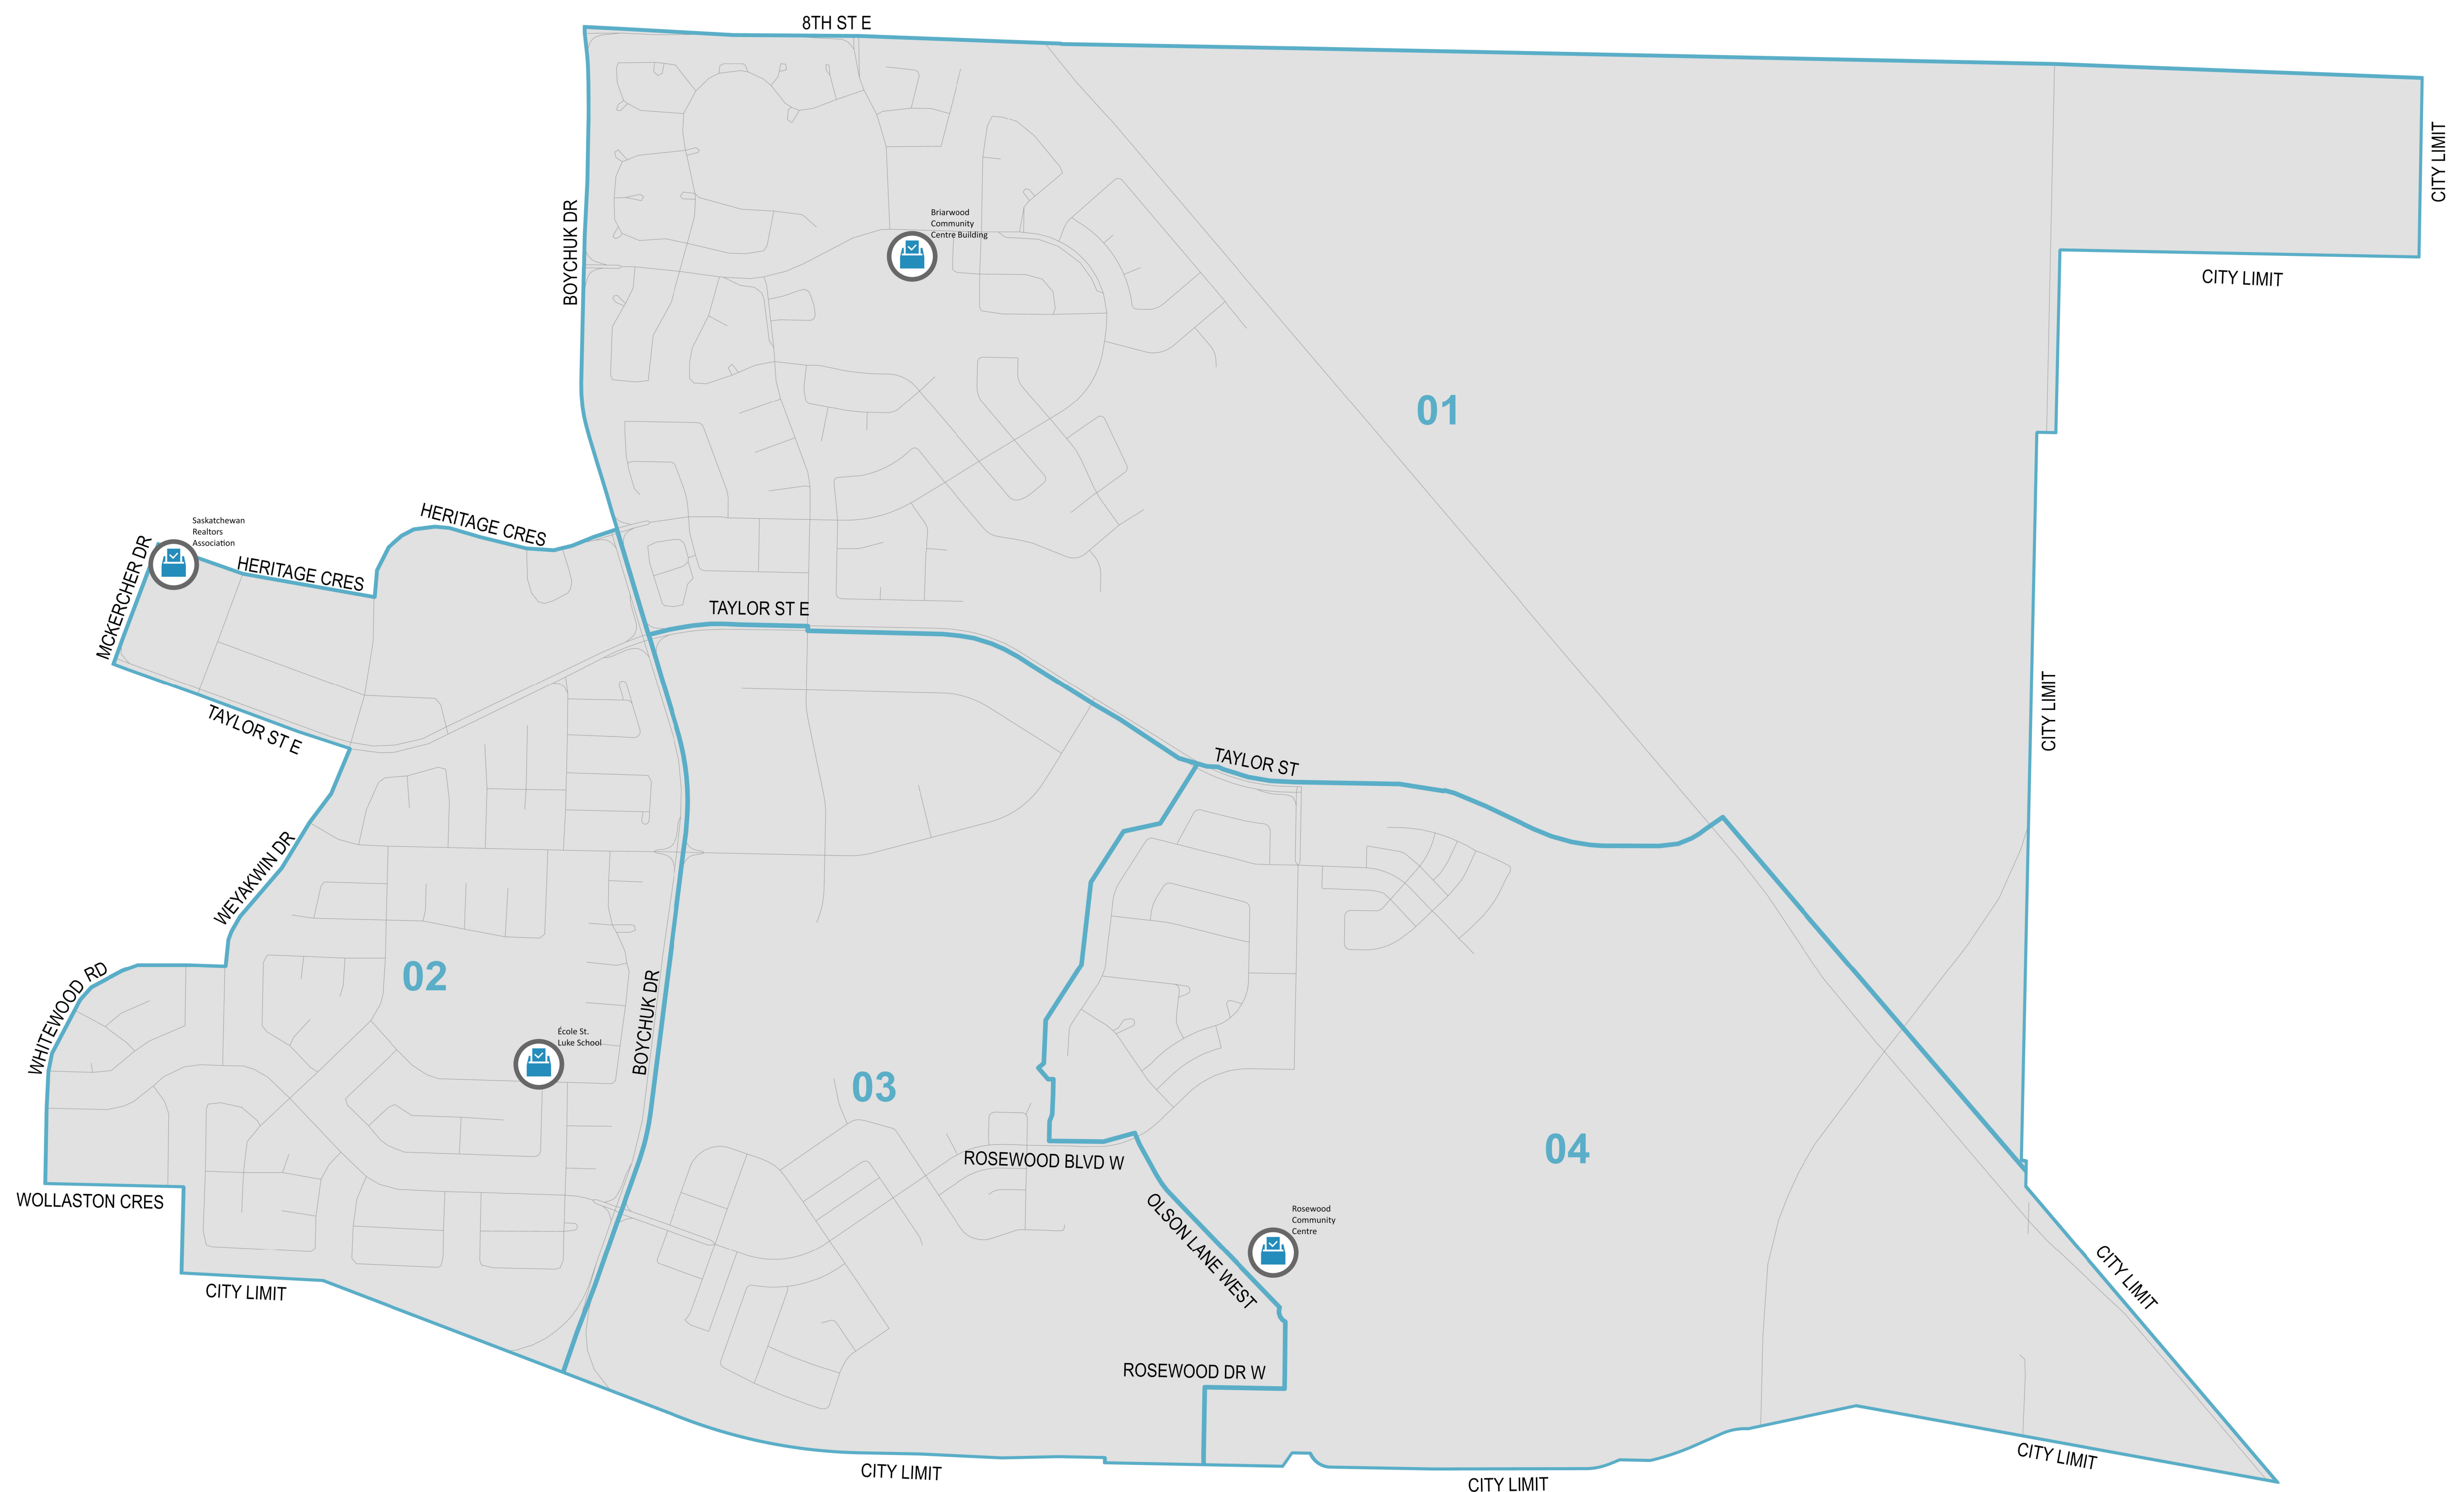 8TH ST E
CITY LIMIT
BOYCHUK DR
Briarwood
Community
Centre Building
CITY LIMIT
01
HERITAGE CRES
Saskatchewan
Realtors
Association
MCKERCHER DR
HERITAGE CRES
TAYLOR ST E
CITY LIMIT
TAYLOR ST E
TAYLOR ST
WEYAKWIN DR
02
WHITEWOOD RD
BOYCHUK DR
École St.
Luke School
03
04
ROSEWOOD BLVD W
WOLLASTON CRES
OLSON LANE WEST
Rosewood
Community
Centre
CITY LIMIT
CITY LIMIT
ROSEWOOD DR W
CITY LIMIT
CITY LIMIT
CITY LIMIT